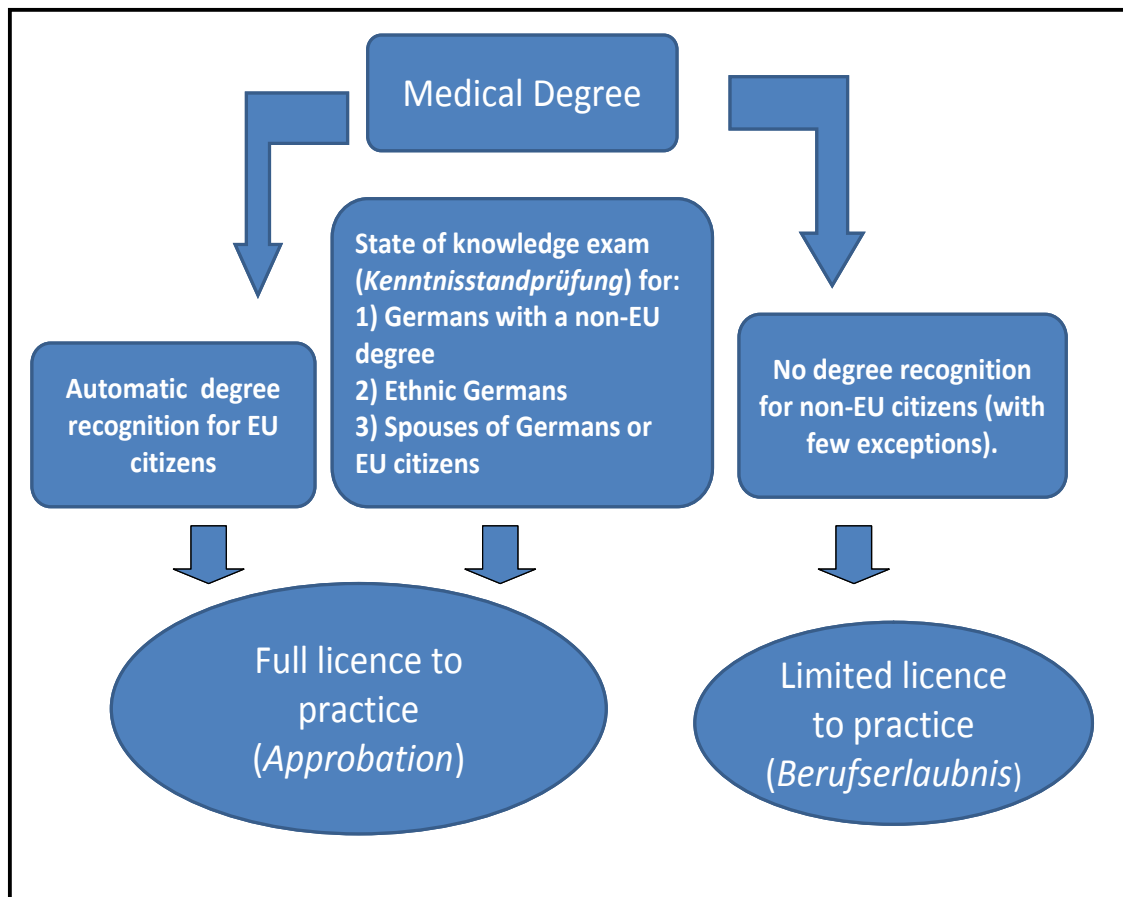 Medical Degree
State of knowledge exam
(Kenntnisstandprüfung) for:
1) Germans with a non-EU
degree
2) Ethnic Germans
3) Spouses of Germans or
EU citizens
Automatic degree
recognition for EU
citizens
No degree recognition
for non-EU citizens (with
few exceptions).
Full licence to
practice
(Approbation)
Limited licence
to practice
(Berufserlaubnis)